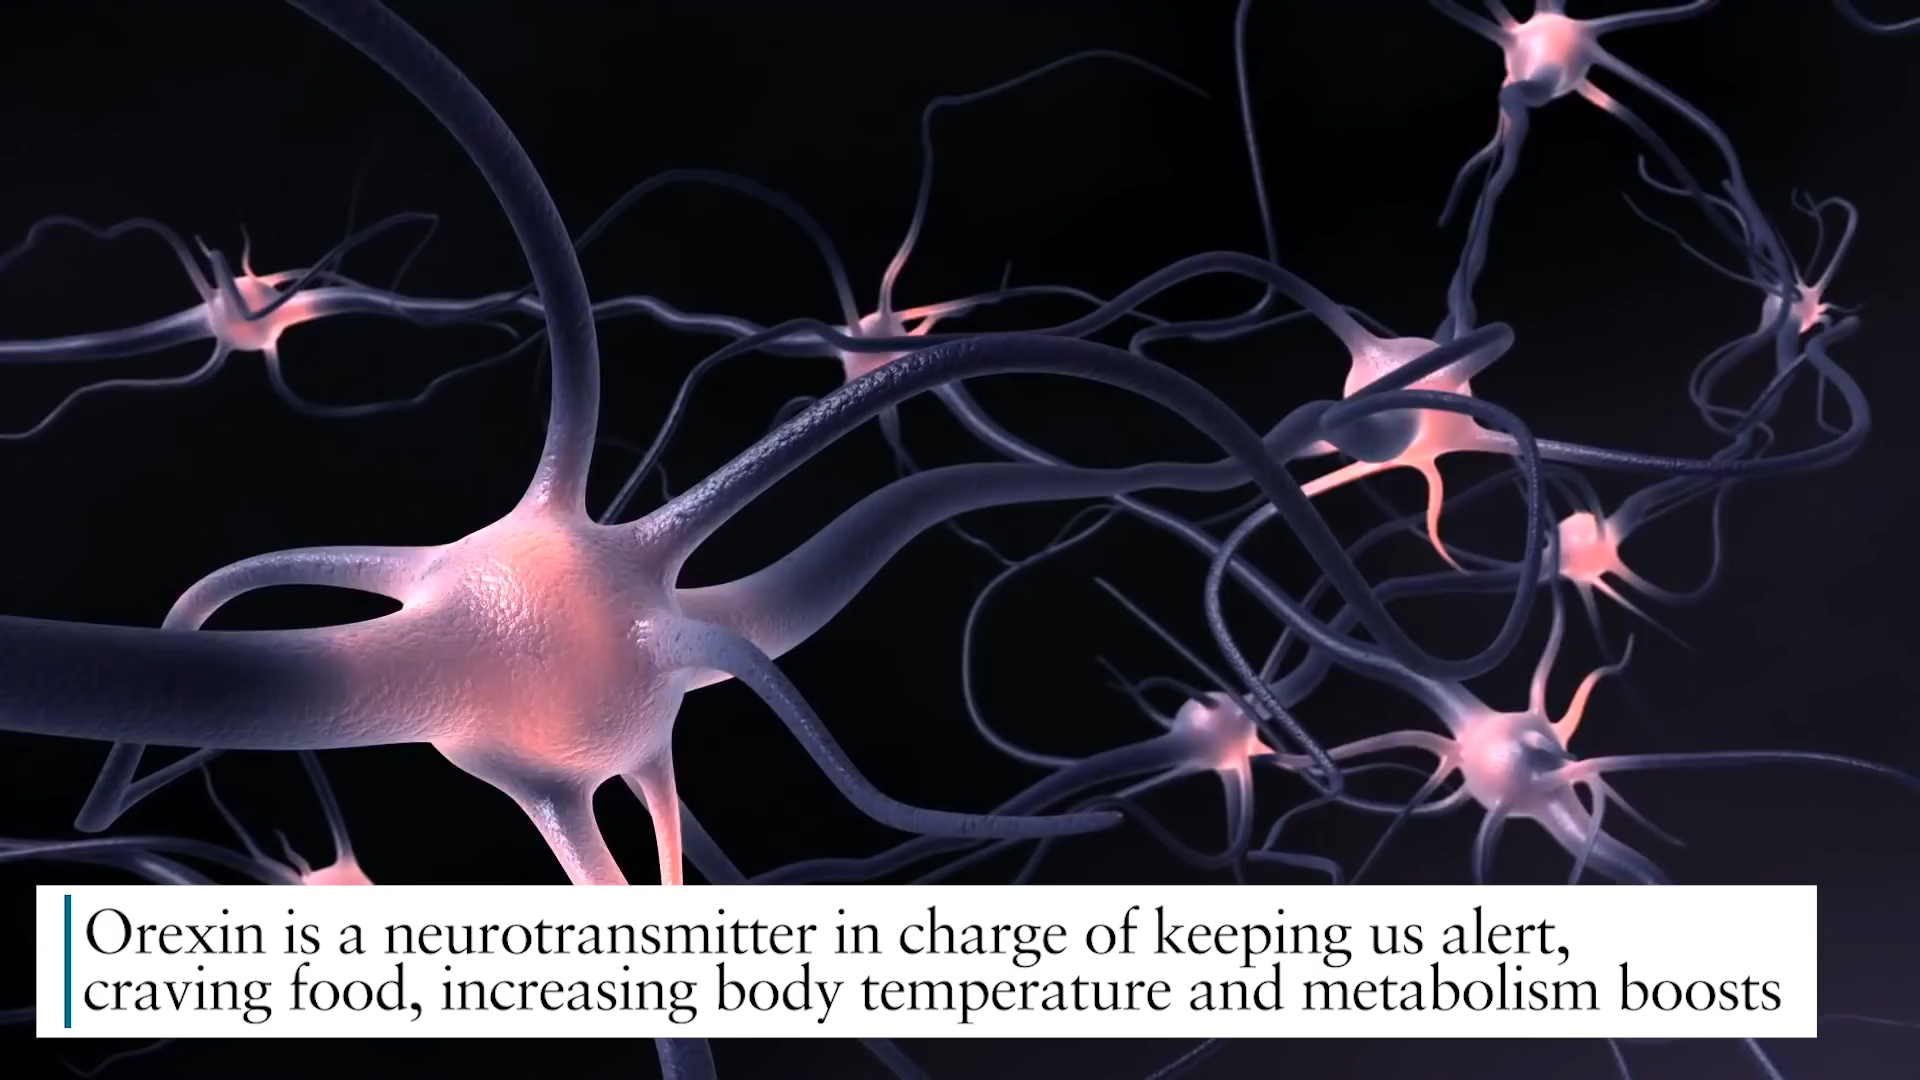 Orexin is a neurotransmitter in charge of keeping us alert,
craving food, increasing body temperature and metabolism boosts